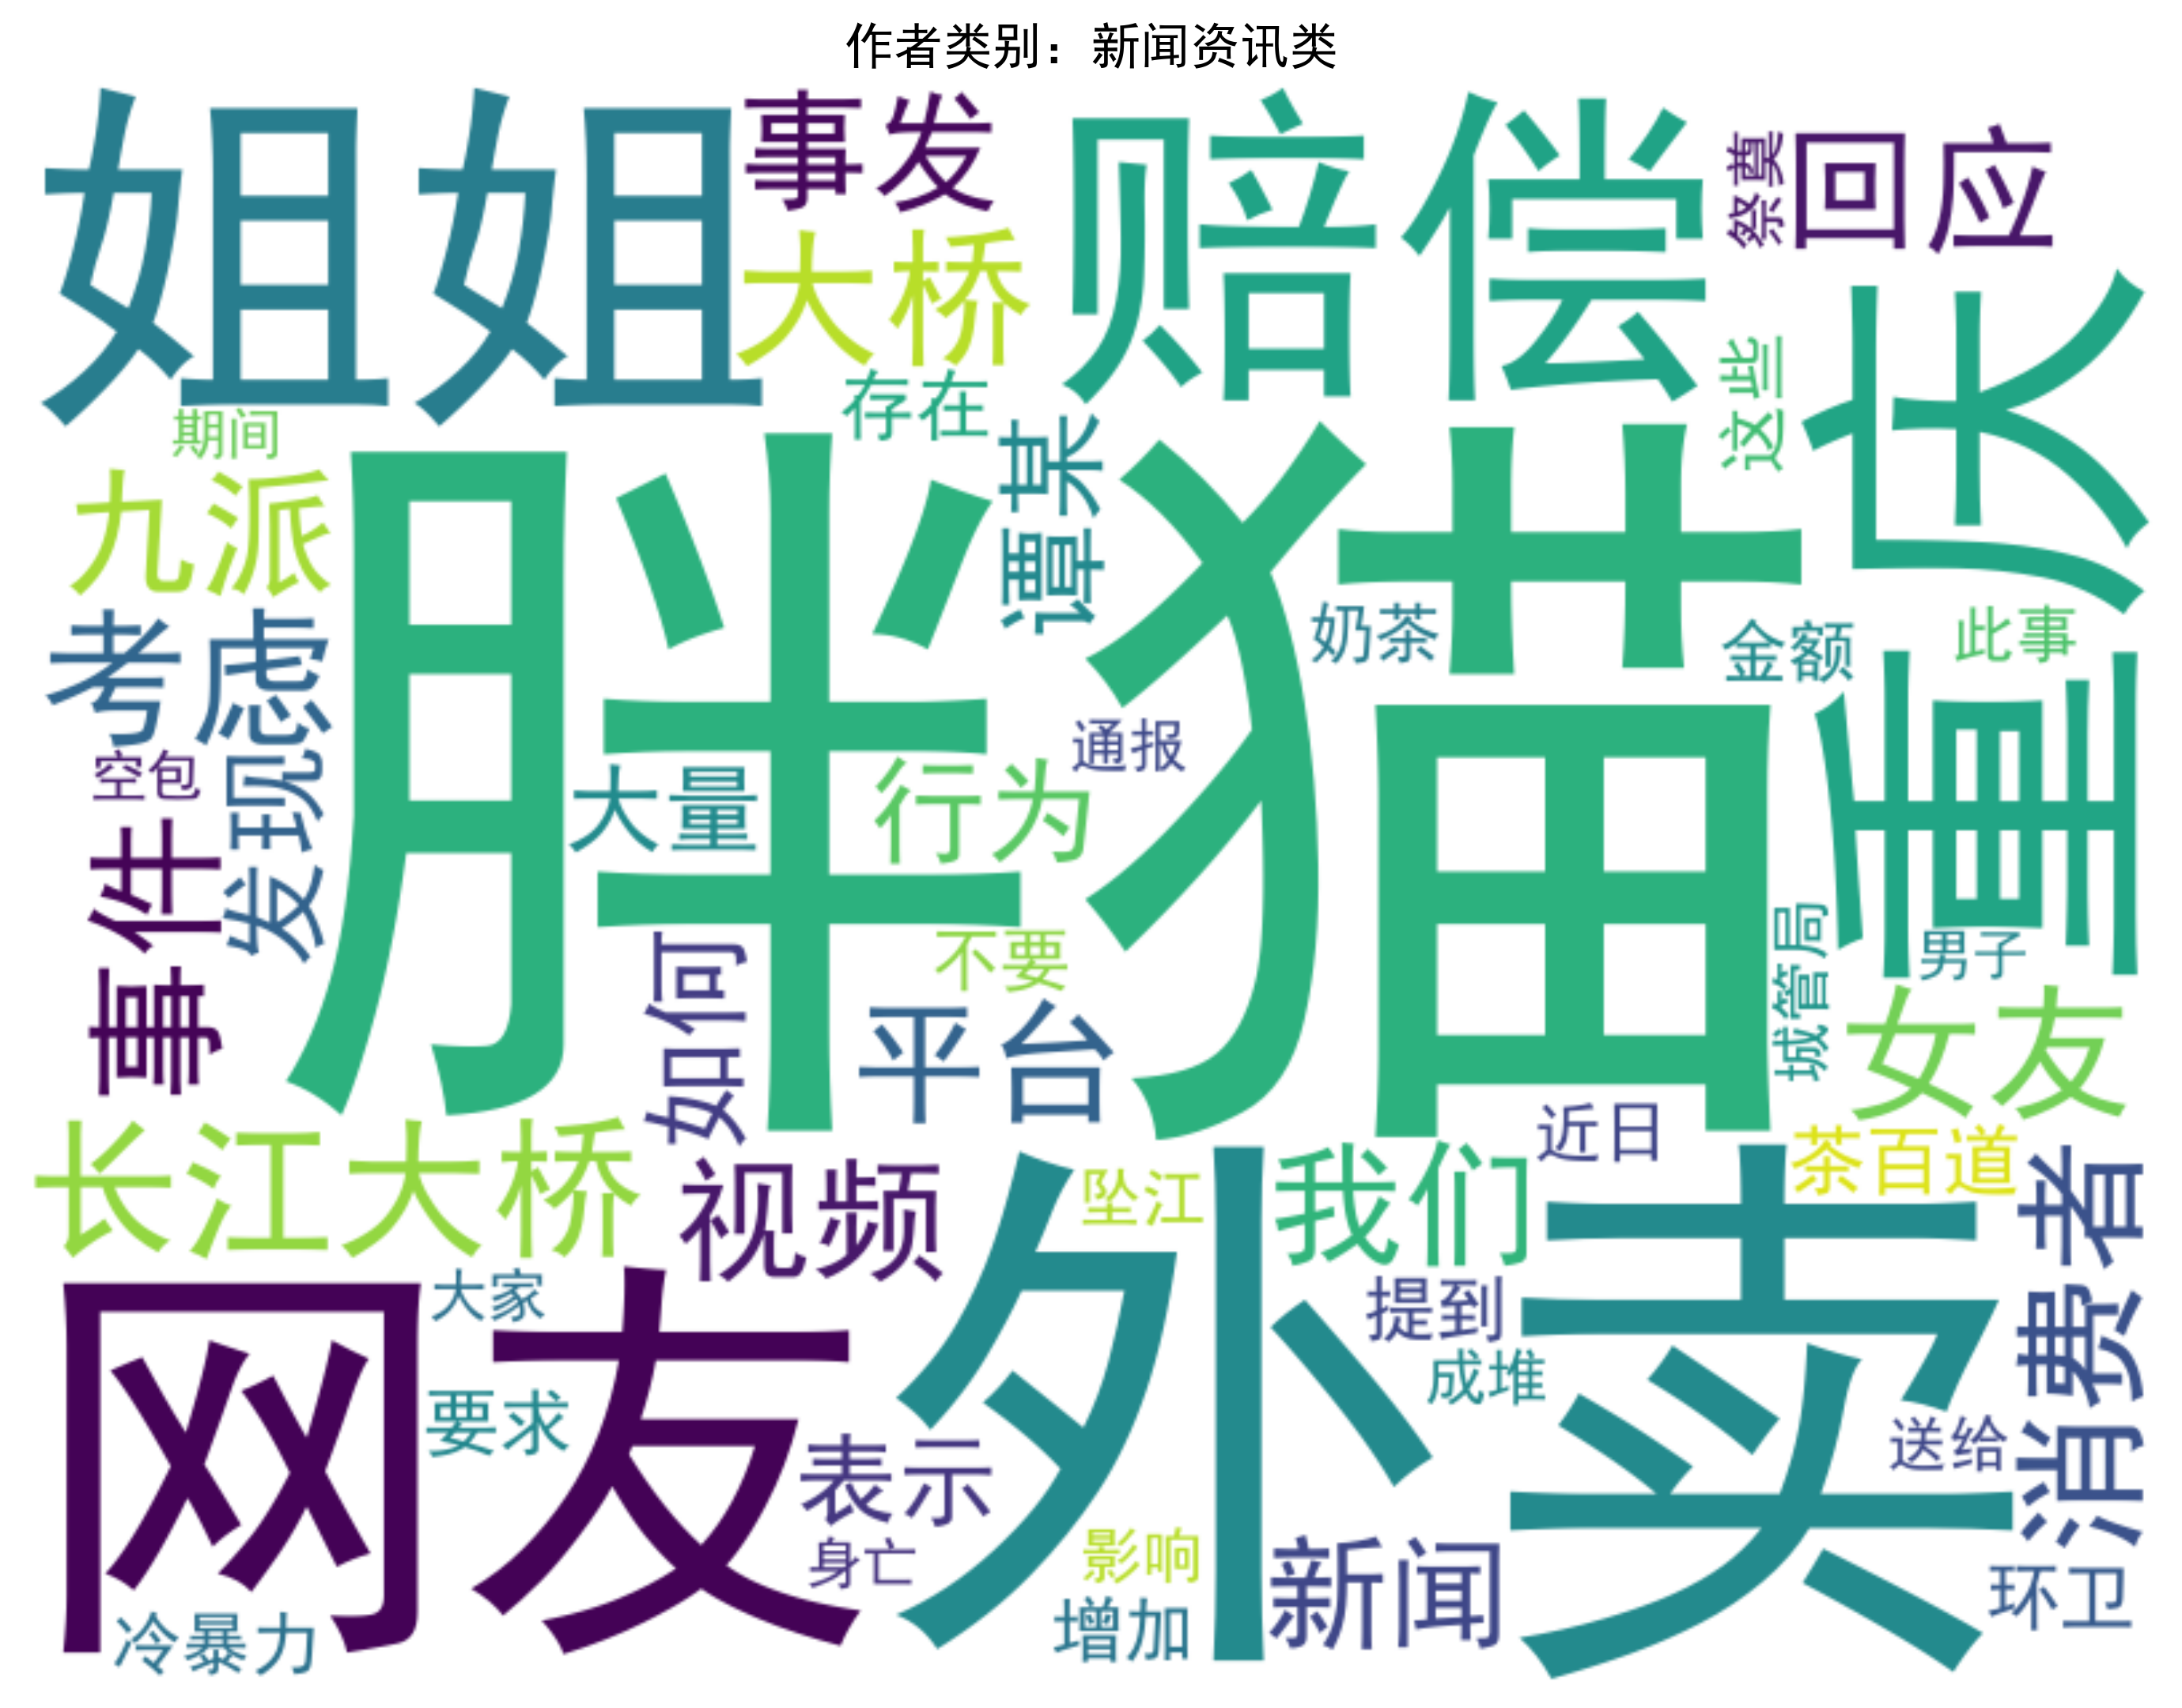 作者类别：新闻资讯类
姐姐
事发
赔偿
祭奠
回应
大桥
存在
这些
重庆
期间
九派
谭某
胖猫
考虑
奶茶
金额
此事
空包
发现
通报
大量
行为
事件
不要
如何
平台
城管局
男子
女友
近日
茶百道
长江大桥
视频
坠江
我们
消费者
大家
网友
外卖
提到
成堆
要求
送给
表示
身亡
影响
新闻
环卫
增加
冷暴力